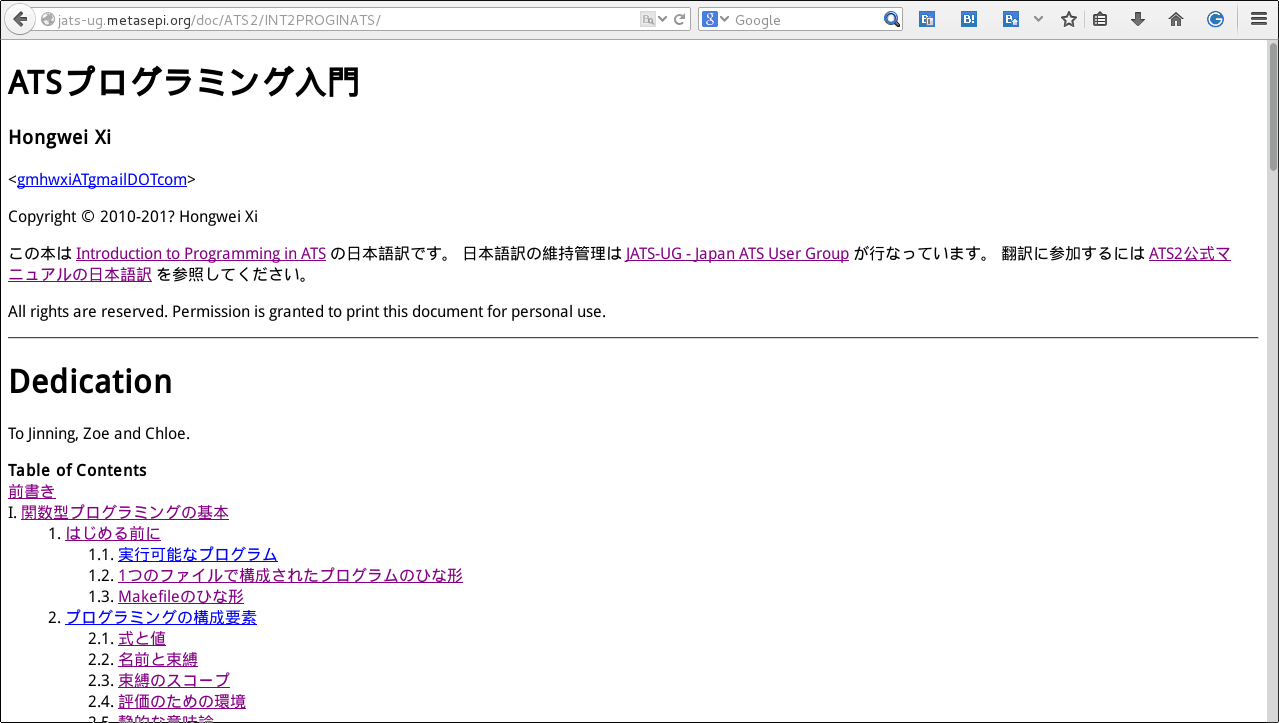 jats-ug.metasepi.org/doc/ATS2/INT2PROGINATS/
Google
ATSプログラミング入門
Hongwei Xi
<gmhwxiATgmailDOTcom>
Copyright © 2010-201? Hongwei Xi
この本は Introduction to Programming in ATS の日本語訳です。 日本語訳の維持管理は JATS-UG - Japan ATS User Group が行なっています。 翻訳に参加するには ATS2公式マ
ニュアルの日本語訳 を参照してください。
All rights are reserved. Permission is granted to print this document for personal use.
Dedication
To Jinning, Zoe and Chloe.
Table of Contents
前書き
I. 関数型プログラミングの基本
1. はじめる前に
1.1. 実行可能なプログラム
1.2. 1つのファイルで構成されたプログラムのひな形
1.3. Makefileのひな形
2. プログラミングの構成要素
2.1. 式と値
2.2. 名前と束縛
2.3. 束縛のスコープ
2.4. 評価のための環境
2.5. 静的な意味論